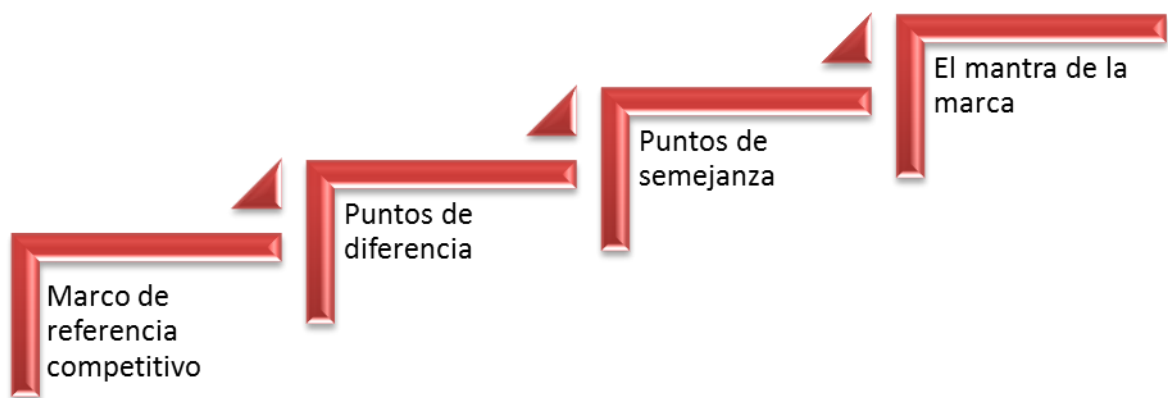 Marco de
referencia
competitivo
Puntos de
diferencia
Puntos de
semejanza
El mantra de la
marca